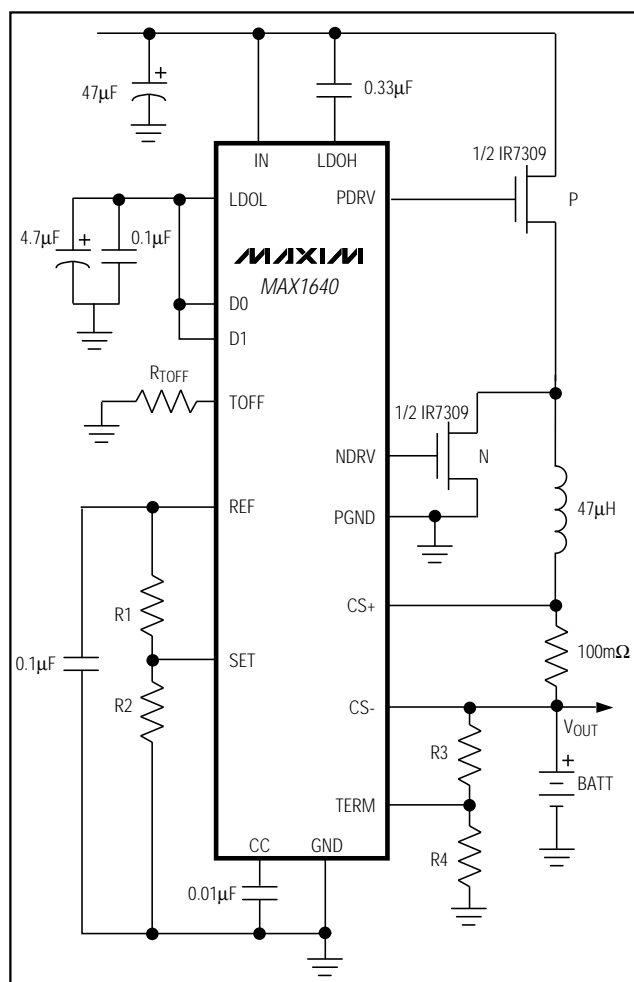 47µF
+
0.33µF
IN
LDOH
1/2 IR7309
LDOL
PDRV
P
4.7µF
+
0.1µF
MAXIM
MAX1640
D0
D1
RTOFF
TOFF
1/2 IR7309
NDRV
N
REF
PGND
47µH
R1
CS+
0.1µF
SET
100mΩ
R2
CS-
VOUT
R3
+
BATT
TERM
R4
CC
GND
0.01µF